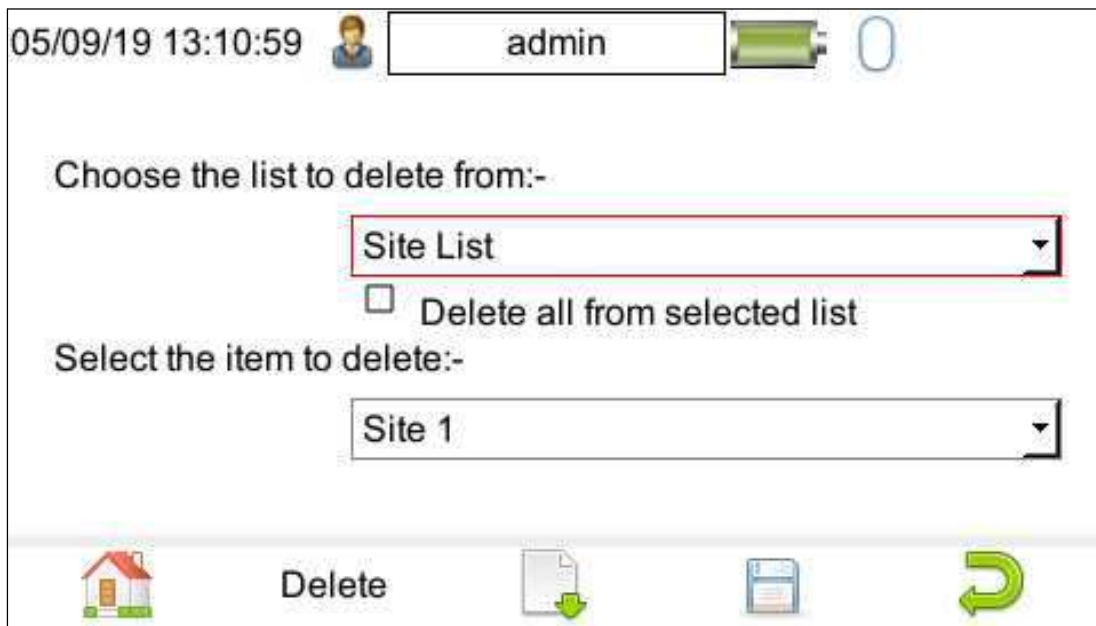 05/09/19 13:10:59 admin
Choose the list to delete from:-
Site List
Delete all from selected list
Select the item to delete:-
Site 1
Delete